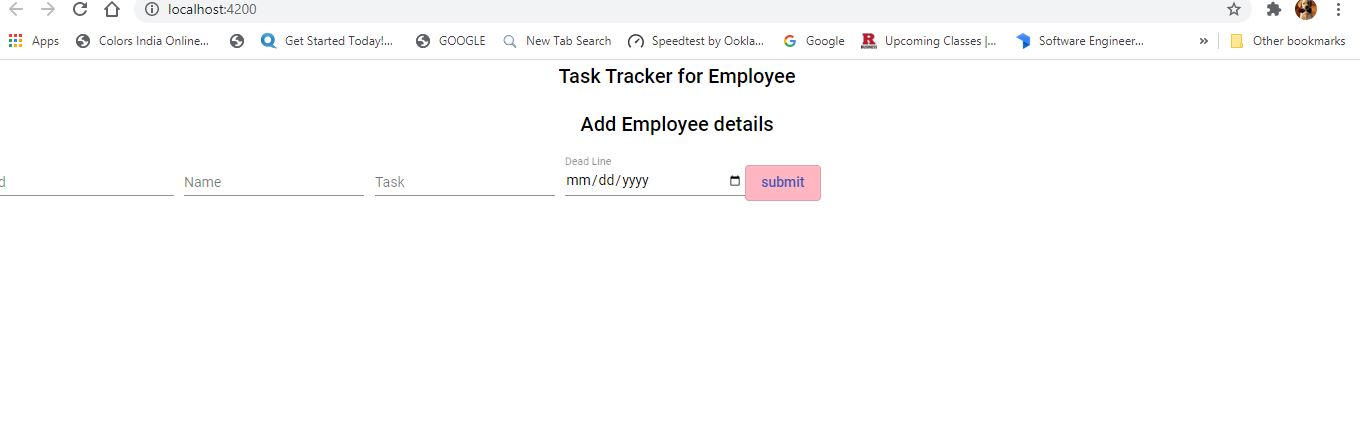 localhost:4200
Apps Colors India Online... Get Started Today!... GOOGLE New Tab Search Speedtest by Ookla... Google R BUSINESS Upcoming Classes |... Software Engineer... » Other bookmarks
Task Tracker for Employee
Add Employee details
Dead Line
d Name Task mm/dd/yyyy submit